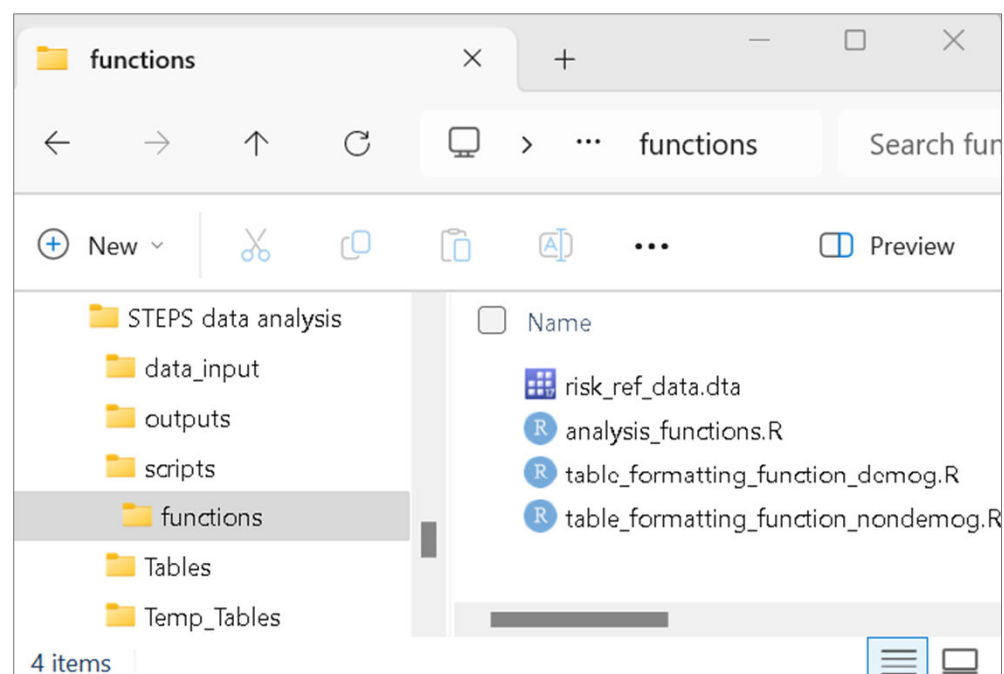 functions
functions
Search fun
New
Preview
STEPS data analysis
data_input
outputs
scripts
functions
Tables
Temp_Tables
Name
risk_ref_data.dta
analysis_functions.R
table_formatting_function_demog.R
table_formatting_function_nondemog.R
4 items